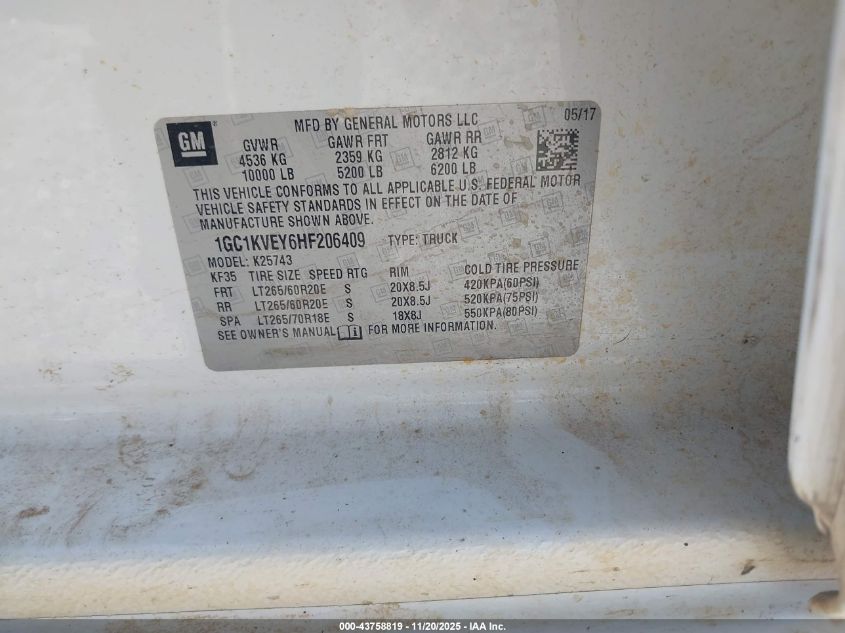 GM ®
MFD BY GENERAL MOTORS LLC 05/17
GVWR GAWR FRT GAWR RR
4536 KG 2359 KG 2812 KG
10000 LB 5200 LB 6200 LB
THIS VEHICLE CONFORMS TO ALL APPLICABLE U.S. FEDERAL MOTOR
VEHICLE SAFETY STANDARDS IN EFFECT ON THE DATE OF
MANUFACTURE SHOWN ABOVE.
1GC1KVEY6HF206409 TYPE: TRUCK
MODEL: K25743
KF35 TIRE SIZE SPEED RTG RIM COLD TIRE PRESSURE
FRT LT265/60R20E S 20X8.5J 420KPA(60PSI)
RR LT265/60R20E S 20X8.5J 520KPA(75PSI)
SPA LT265/70R18E S 18X8J 550KPA(80PSI)
SEE OWNER'S MANUAL FOR MORE INFORMATION.
000-43758819 - 11/20/2025 - IAA Inc.